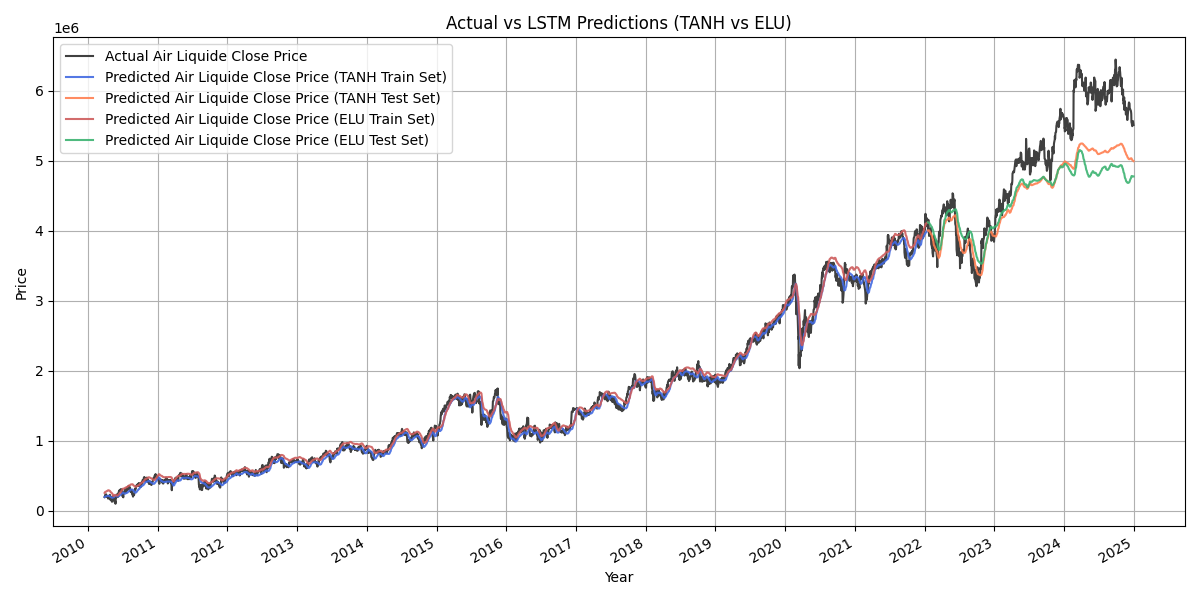 Actual vs LSTM Predictions (TANH vs ELU)
1e6
Actual Air Liquide Close Price
Predicted Air Liquide Close Price (TANH Train Set)
Predicted Air Liquide Close Price (TANH Test Set)
Predicted Air Liquide Close Price (ELU Train Set)
Predicted Air Liquide Close Price (ELU Test Set)
6
5
4
3
2
1
0
Price
2010 2011 2012 2013 2014 2015 2016 2017 2018 2019 2020 2021 2022 2023 2024 2025
Year